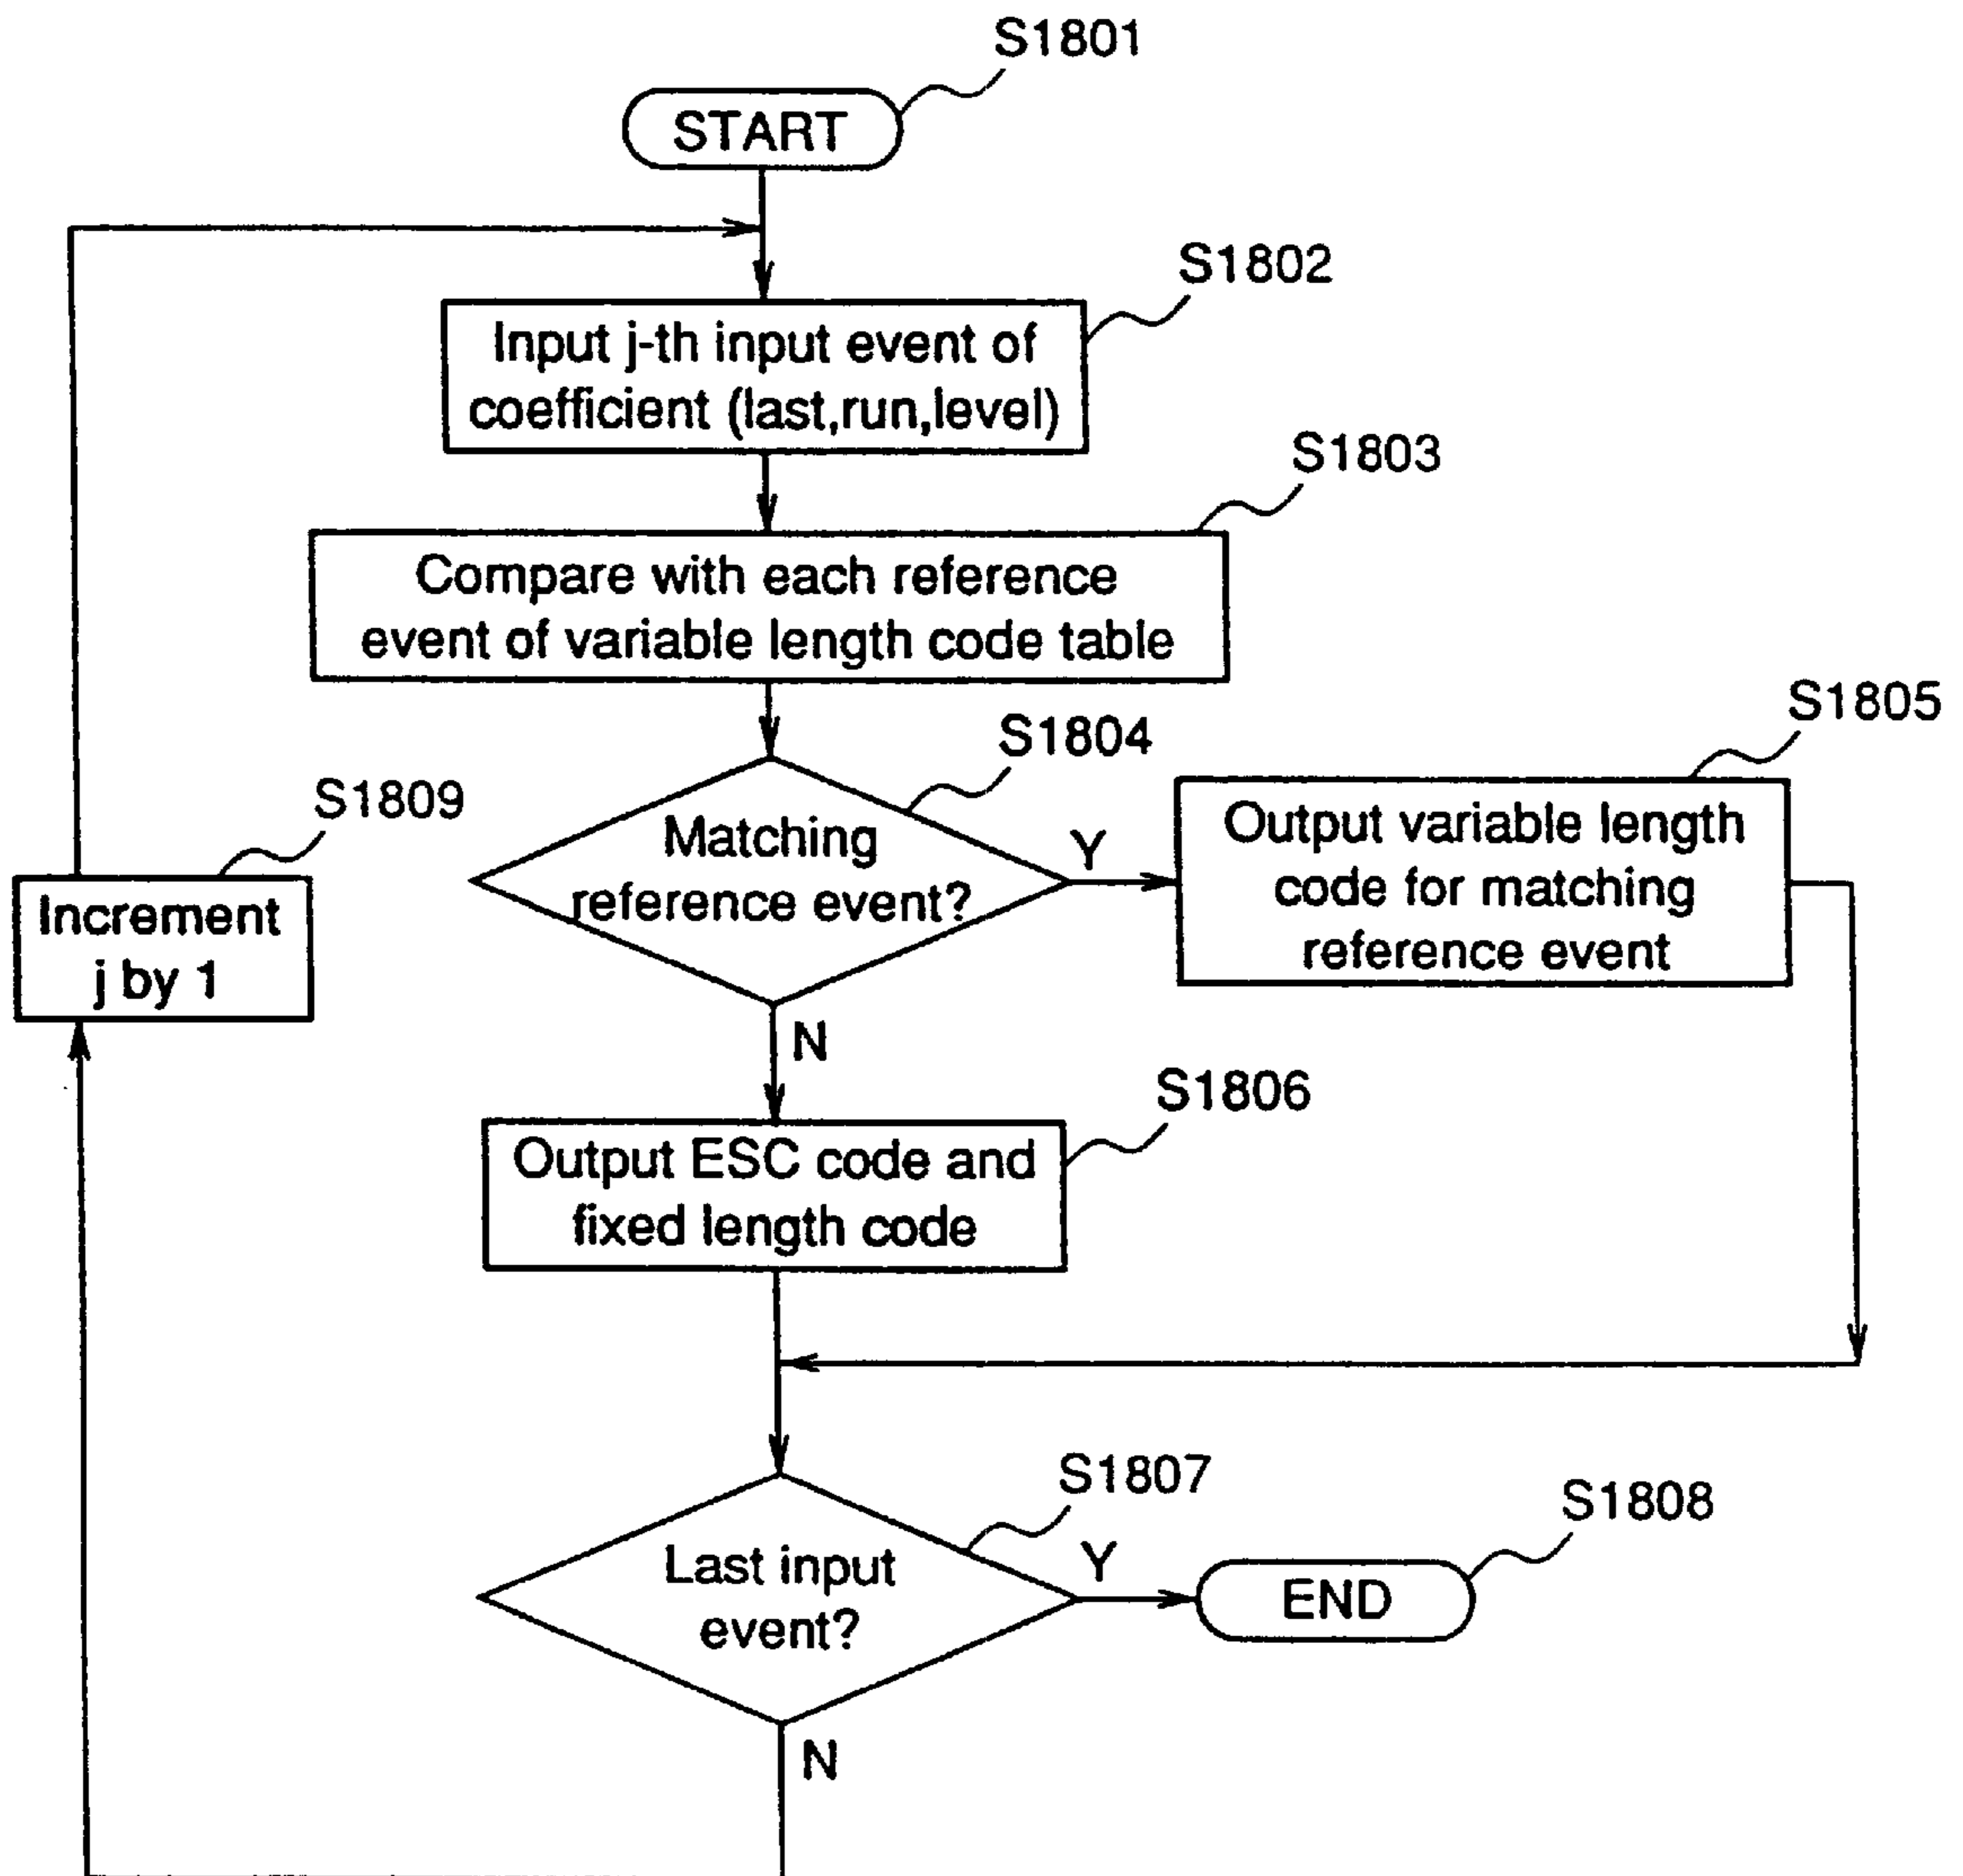 S1801
START
S1802
Input j-th input event of
coefficient (last,run,level)
S1803
Compare with each reference
event of variable length code table
S1804
Matching
reference event?
Y
S1805
Output variable length
code for matching
reference event
S1809
Increment
j by 1
N
S1806
Output ESC code and
fixed length code
S1807
Last input
event?
Y
S1808
END
N